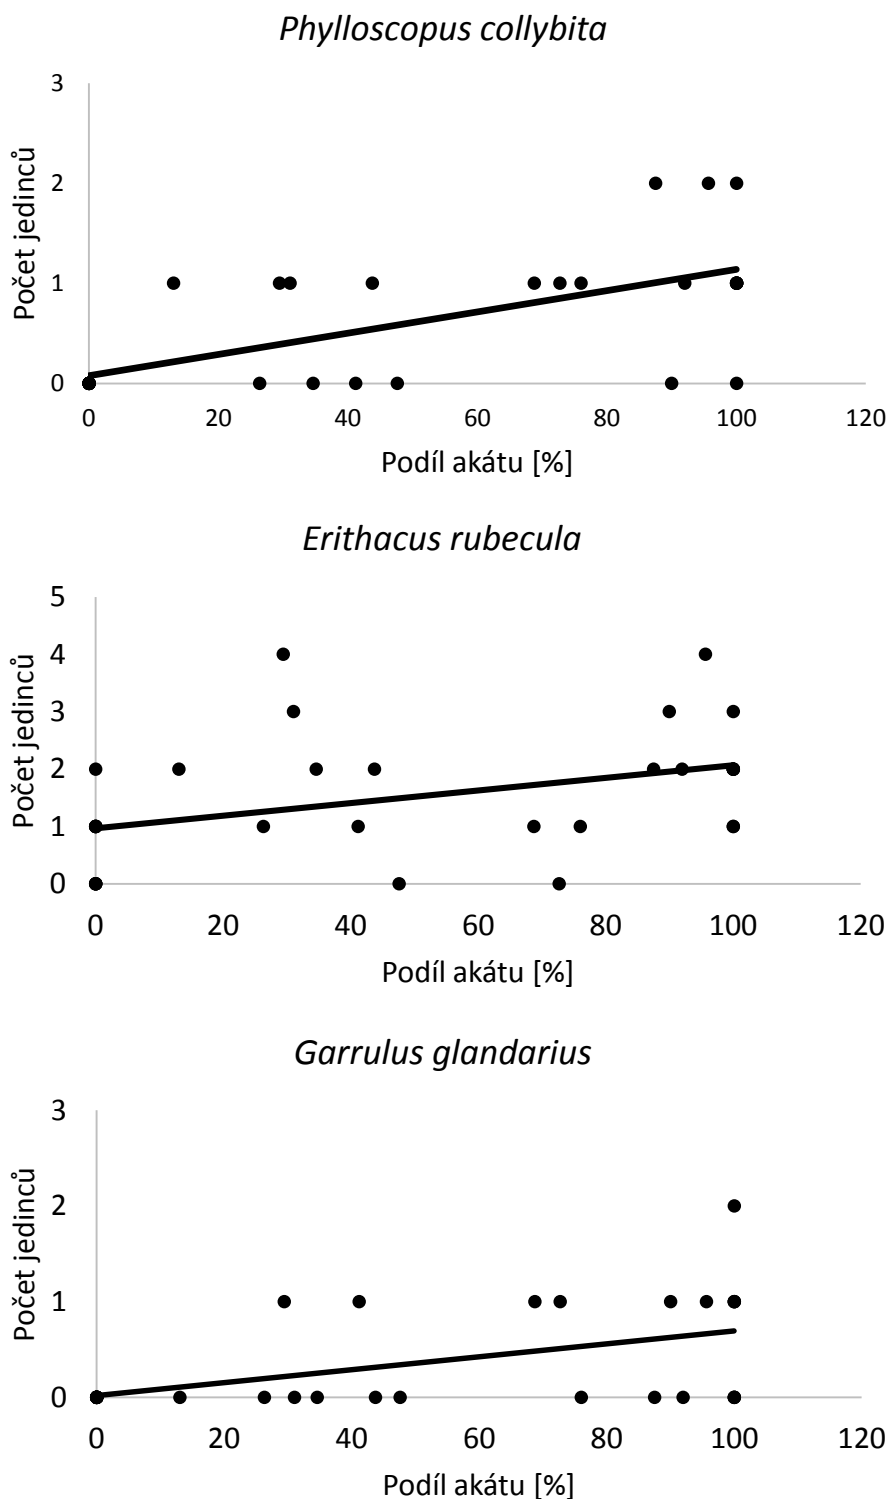 Phylloscopus collybita
3
2
1
0
0 20 40 60 80 100 120
Počet jedinců
Podíl akátu [%]
Erithacus rubecula
5
4
3
2
1
0
0 20 40 60 80 100 120
Počet jedinců
Podíl akátu [%]
Garrulus glandarius
3
2
1
0
0 20 40 60 80 100 120
Počet jedinců
Podíl akátu [%]